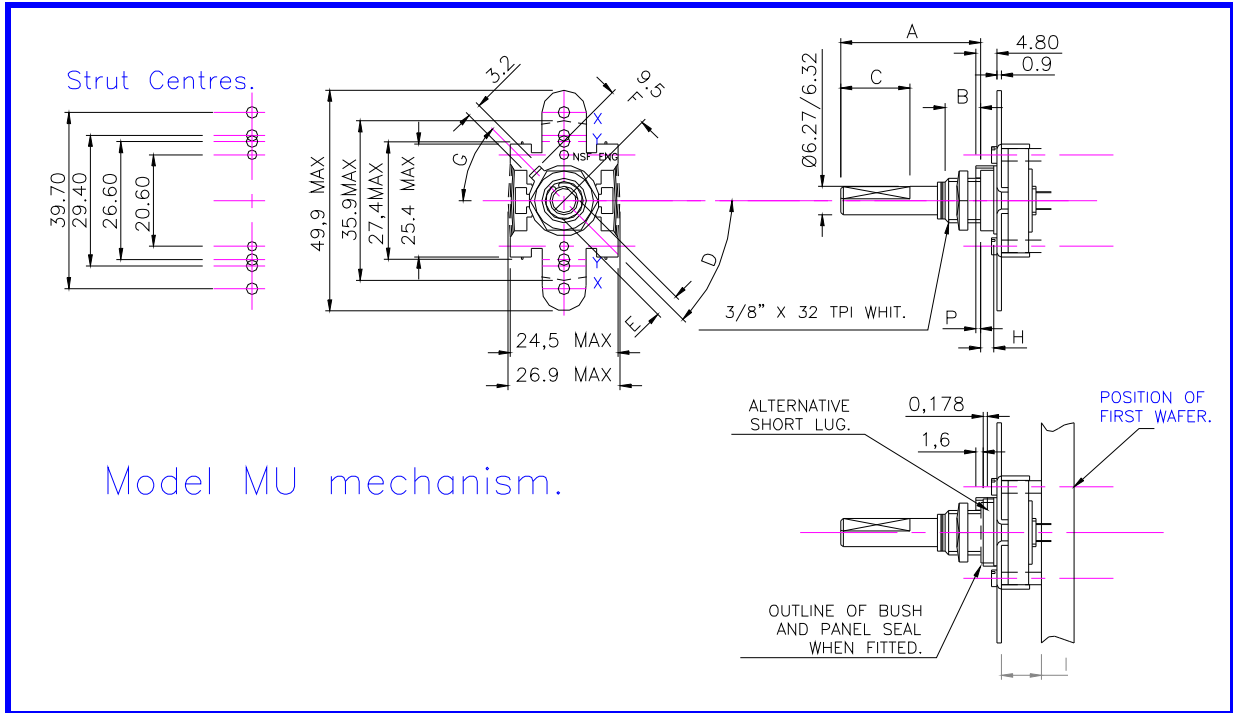 Strut Centres.
39.70
29.40
26.60
20.60
49,9 MAX
35.9MAX
27,4MAX
25.4 MAX
3.2
9.5
F
G
X
Y
NSF ENG
Y
X
D
E
24,5 MAX
26.9 MAX
A
4.80
0.9
C
B
Ø6.27/6.32
3/8" X 32 TPI WHIT.
P
H
Model MU mechanism.
ALTERNATIVE
SHORT LUG.
0,178
1,6
POSITION OF
FIRST WAFER.
OUTLINE OF BUSH
AND PANEL SEAL
WHEN FITTED.
I